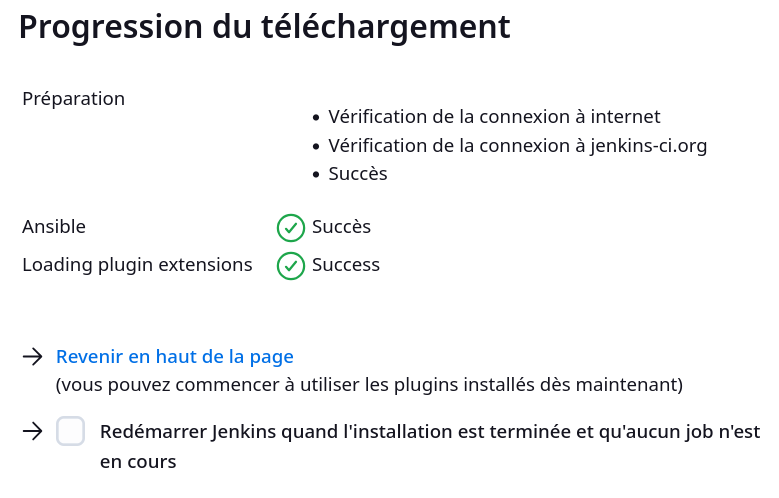 Progression du téléchargement
Préparation
• Vérification de la connexion à internet
• Vérification de la connexion à jenkins-ci.org
• Succès
Ansible Succès
Loading plugin extensions Success
→ Revenir en haut de la page
(vous pouvez commencer à utiliser les plugins installés dès maintenant)
→ Redémarrer Jenkins quand l'installation est terminée et qu'aucun job n'est
en cours